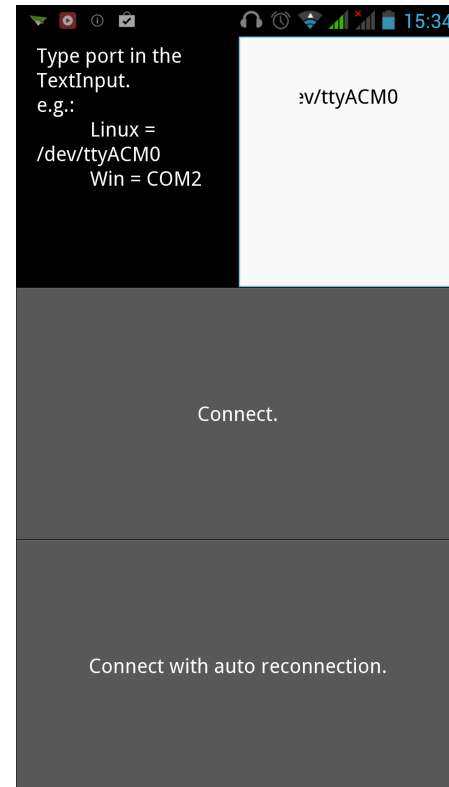 15:34
Type port in the
TextInput.
e.g.:
Linux =
/dev/ttyACM0
Win = COM2
ev/ttyACM0
Connect.
Connect with auto reconnection.